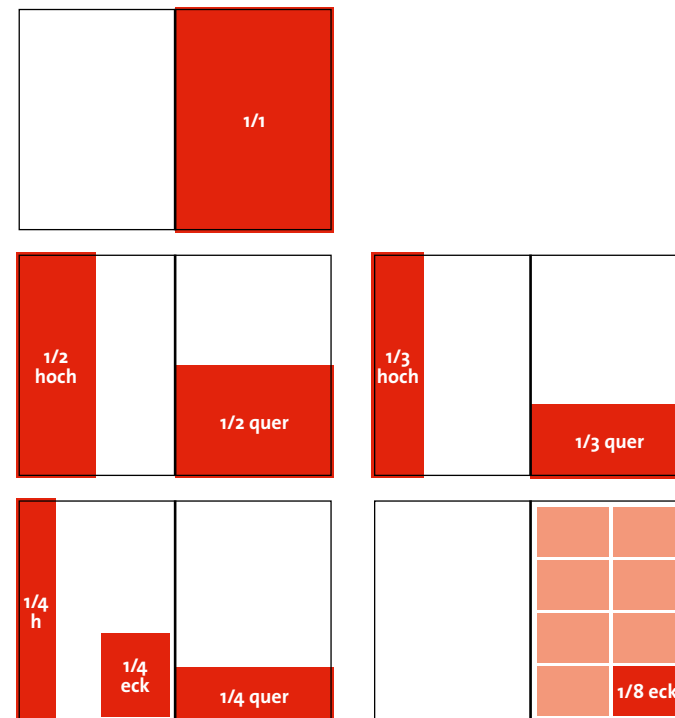 1/1
1/2
hoch
1/2 quer
1/3
hoch
1/3 quer
1/4
h
1/4
eck
1/4 quer
1/8 eck